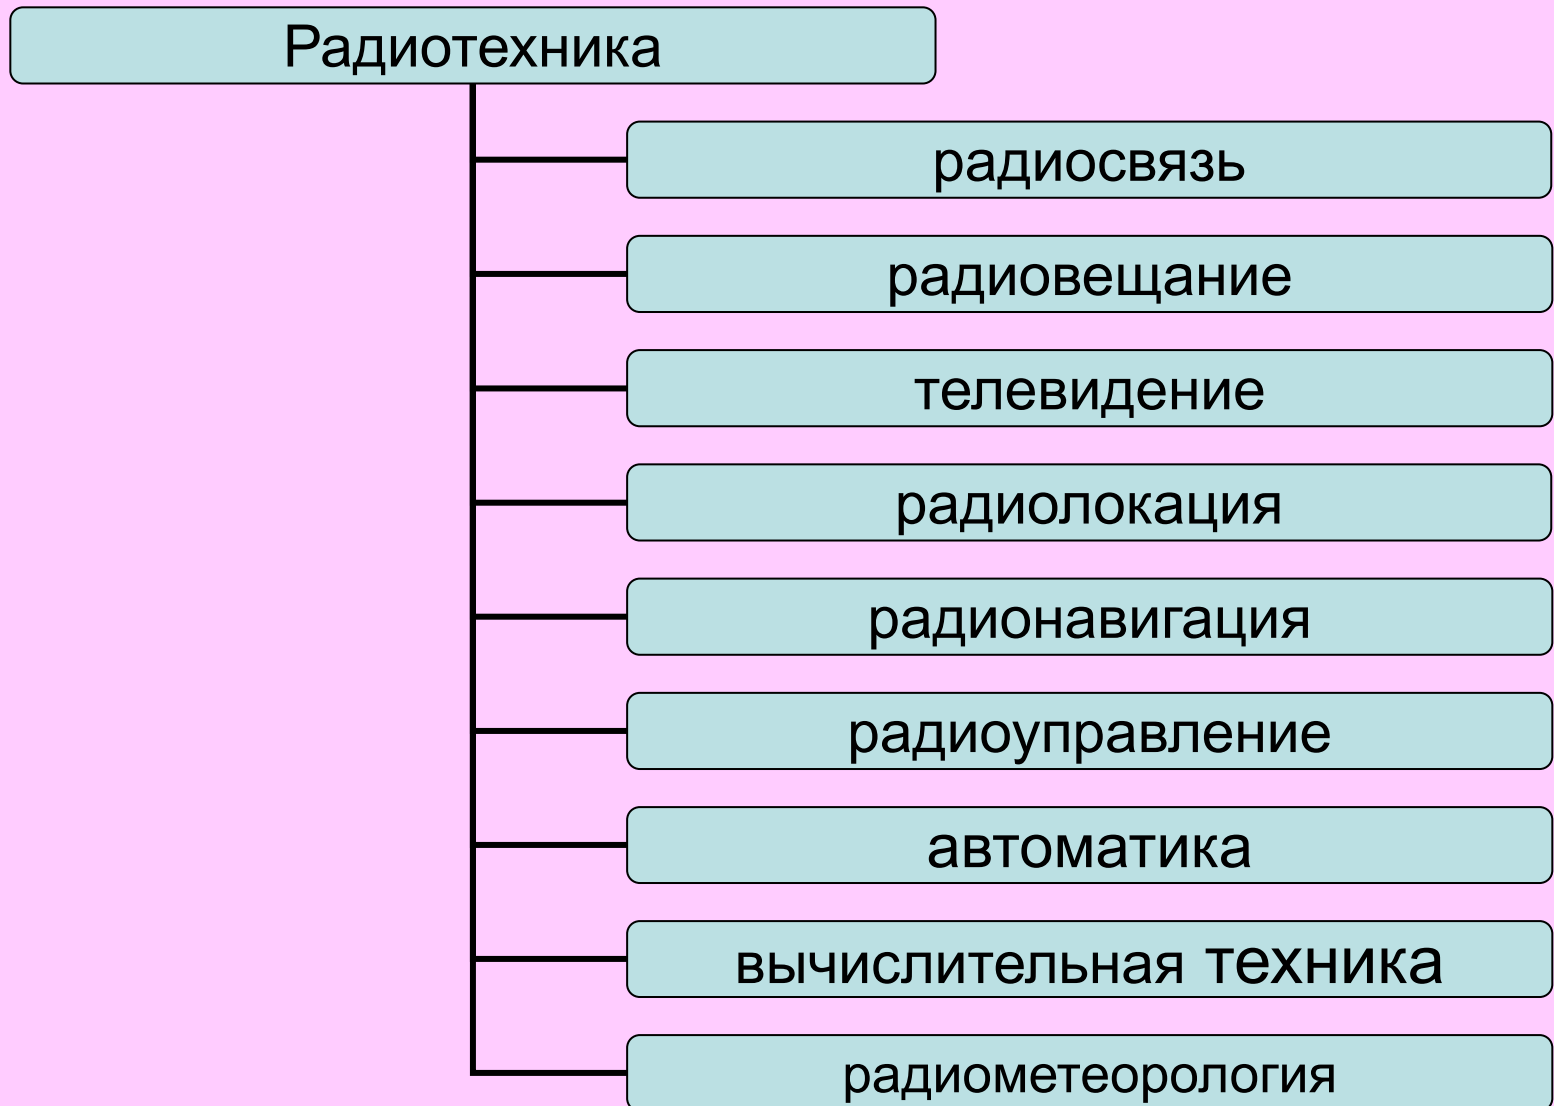 Радиотехника
радиосвязь
радиовещание
телевидение
радиолокация
радионавигация
радиоуправление
автоматика
вычислительная техника
радиометеорология